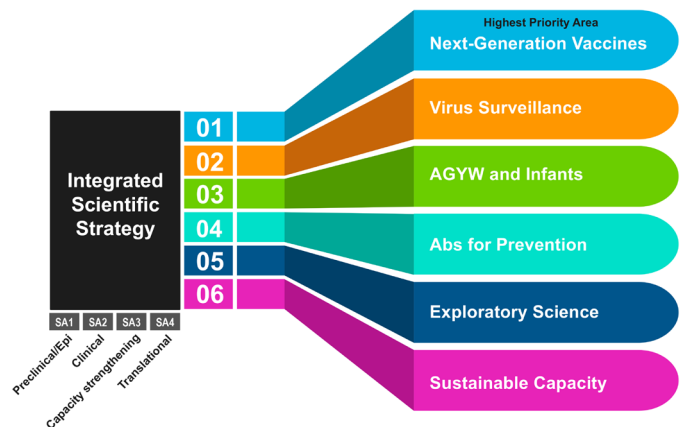 Highest Priority Area
Next-Generation Vaccines
Virus Surveillance
AGYW and Infants
Abs for Prevention
Exploratory Science
Sustainable Capacity
01
02
03
04
05
06
Integrated
Scientific
Strategy
SA1
SA2
SA3
SA4
Preclinical/Epi
Clinical
Capacity strengthening
Translational